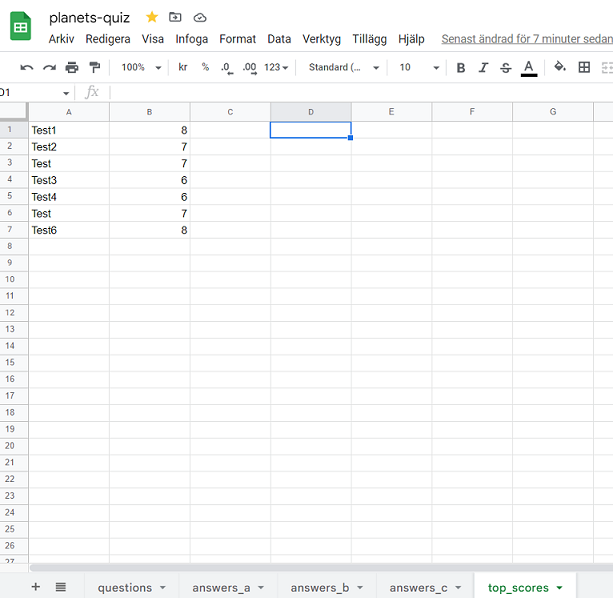 planets-quiz
Arkiv Redigera Visa Infoga Format Data Verktyg Tillägg Hjälp Senast ändrad för 7 minuter sedan
100% kr % .0 .00 123 Standard (... 10 B I S A
D1 fx
A B C D E F G
1 Test1 8
2 Test2 7
3 Test 7
4 Test3 6
5 Test4 6
6 Test 7
7 Test6 8
8
9
10
11
12
13
14
15
16
17
18
19
20
21
22
23
24
25
26
27
+ questions answers_a answers_b answers_c top_scores